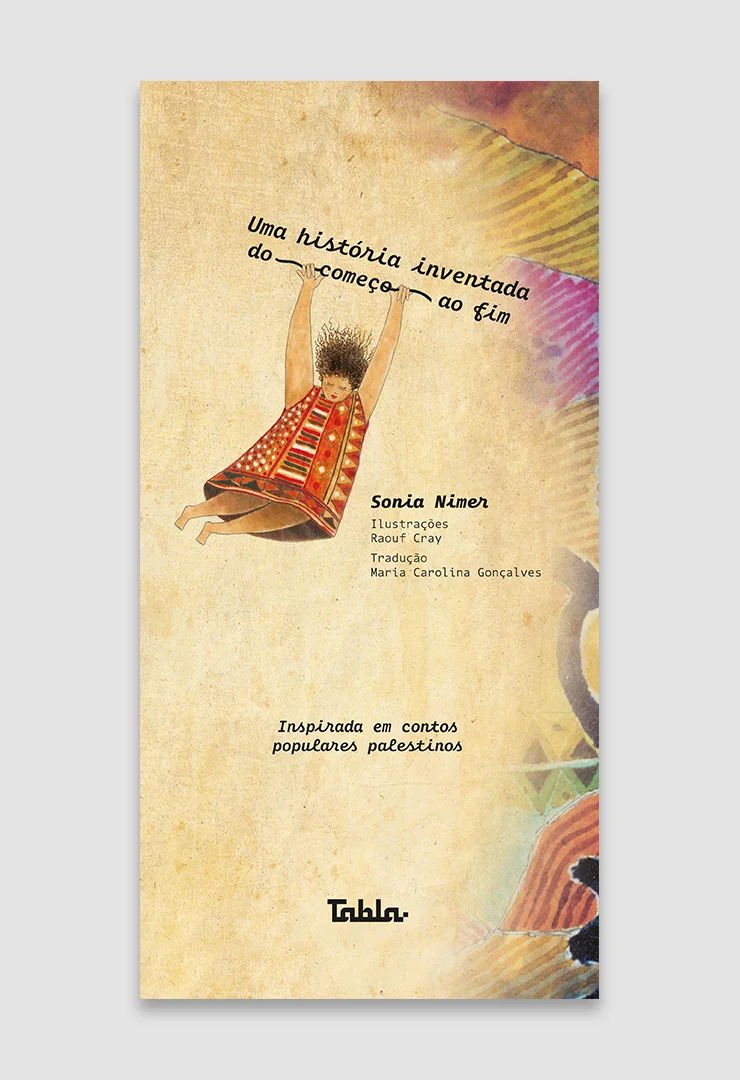 Uma história inventada
do começo ao fim
Sonia Nimer
Ilustrações
Raouf Cray
Tradução
Maria Carolina Gonçalves
Inspirada em contos
populares palestinos
Tabla.